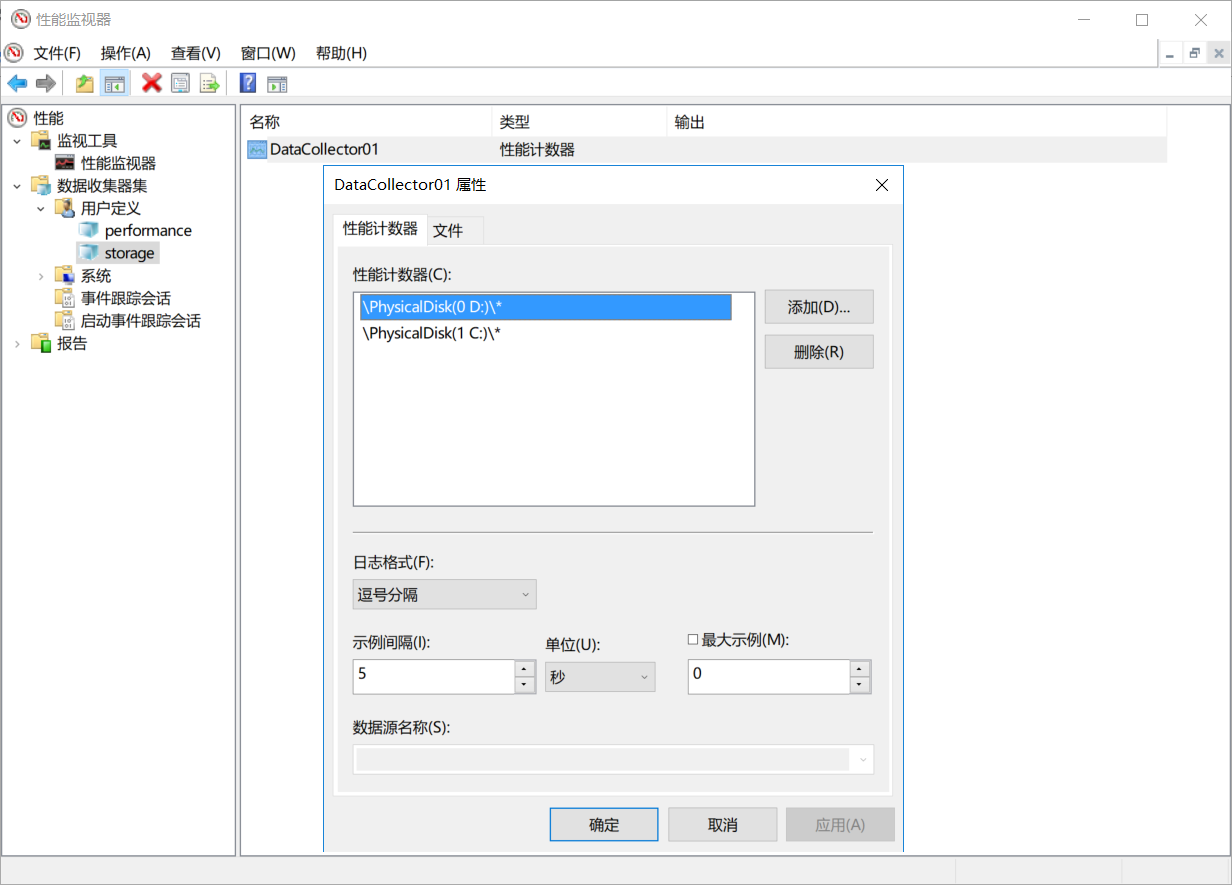 性能监视器
文件(F) 操作(A) 查看(V) 窗口(W) 帮助(H)
性能
监视工具
性能监视器
数据收集器集
用户定义
performance
storage
系统
事件跟踪会话
启动事件跟踪会话
报告
名称 类型 输出
DataCollector01 性能计数器
DataCollector01 属性
性能计数器 文件
性能计数器(C):
\PhysicalDisk(0 D:)\*
\PhysicalDisk(1 C:)\*
添加(D)...
删除(R)
日志格式(F):
逗号分隔
示例间隔(I): 单位(U): 最大示例(M):
5 秒 0
数据源名称(S):
确定 取消 应用(A)